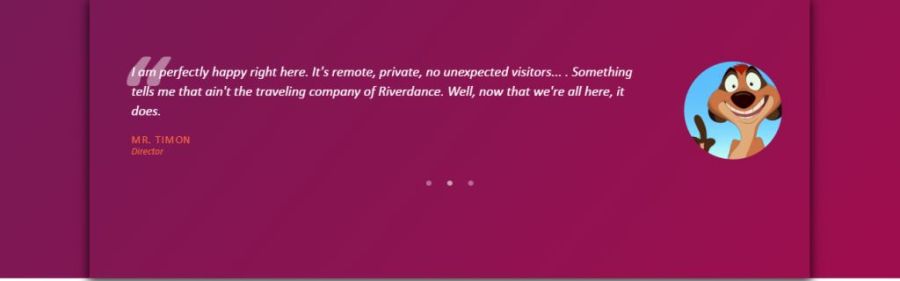 I am perfectly happy right here. It's remote, private, no unexpected visitors... . Something
tells me that ain't the traveling company of Riverdance. Well, now that we're all here, it
does.
MR. TIMON
Director